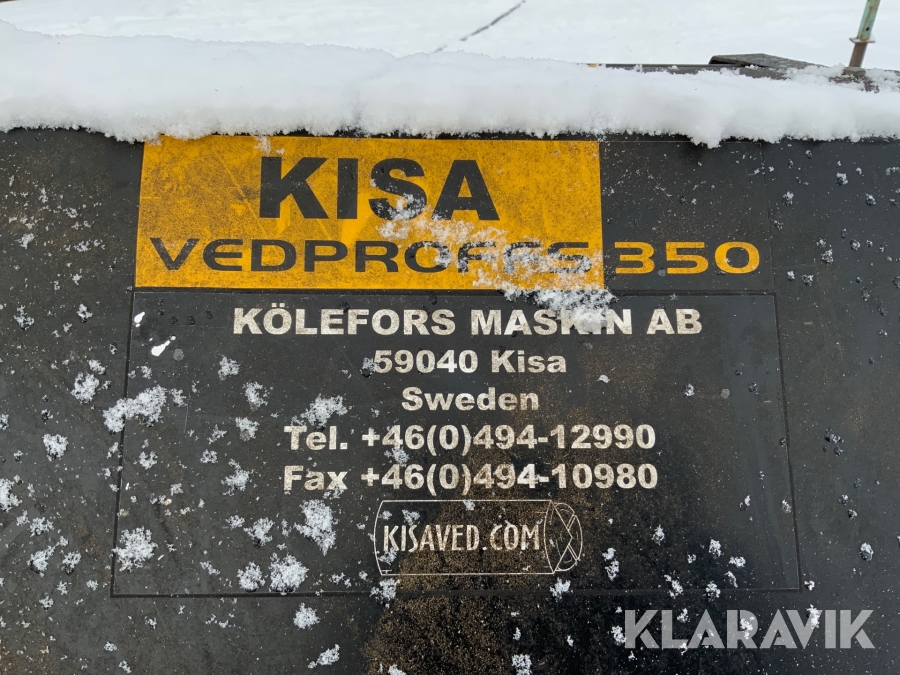 KISA
VEDPROFFS 350
KÖLEFORS MASKIN AB
59040 Kisa
Sweden
Tel. +46(0)494-12990
Fax +46(0)494-10980
KISAVED.COM
KLARAVIK